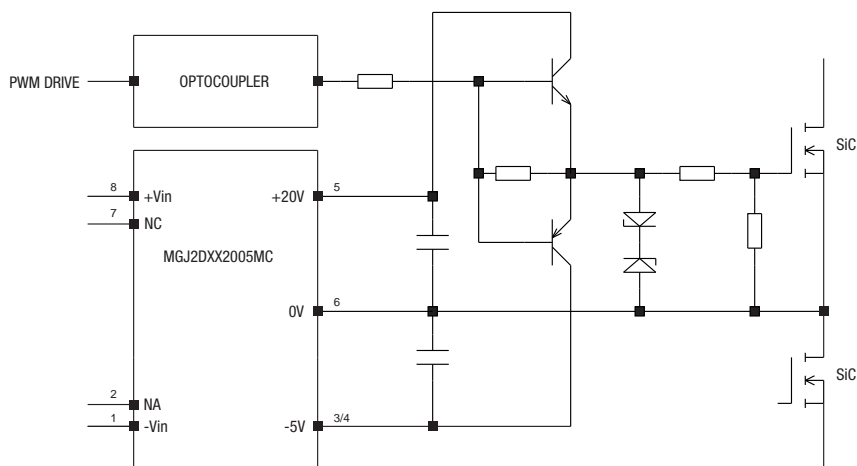 PWM DRIVE
OPTOCOUPLER
SiC
8
+Vin
+20V
5
7
NC
MGJ2DXX2005MC
0V
6
SiC
2
NA
1
-Vin
-5V
3/4